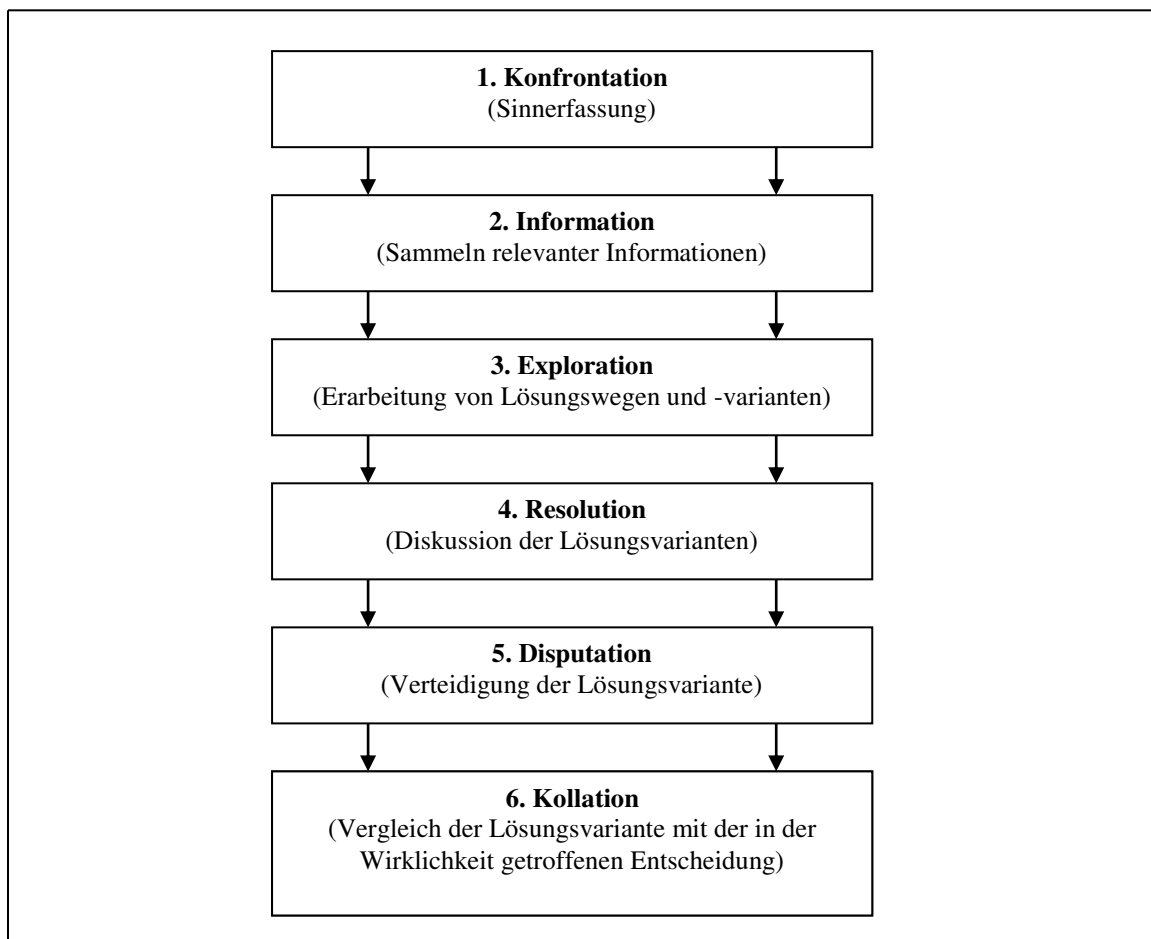 1. Konfrontation
(Sinnerfassung)
2. Information
(Sammeln relevanter Informationen)
3. Exploration
(Erarbeitung von Lösungswegen und -varianten)
4. Resolution
(Diskussion der Lösungsvarianten)
5. Disputation
(Verteidigung der Lösungsvariante)
6. Kollation
(Vergleich der Lösungsvariante mit der in der
Wirklichkeit getroffenen Entscheidung)